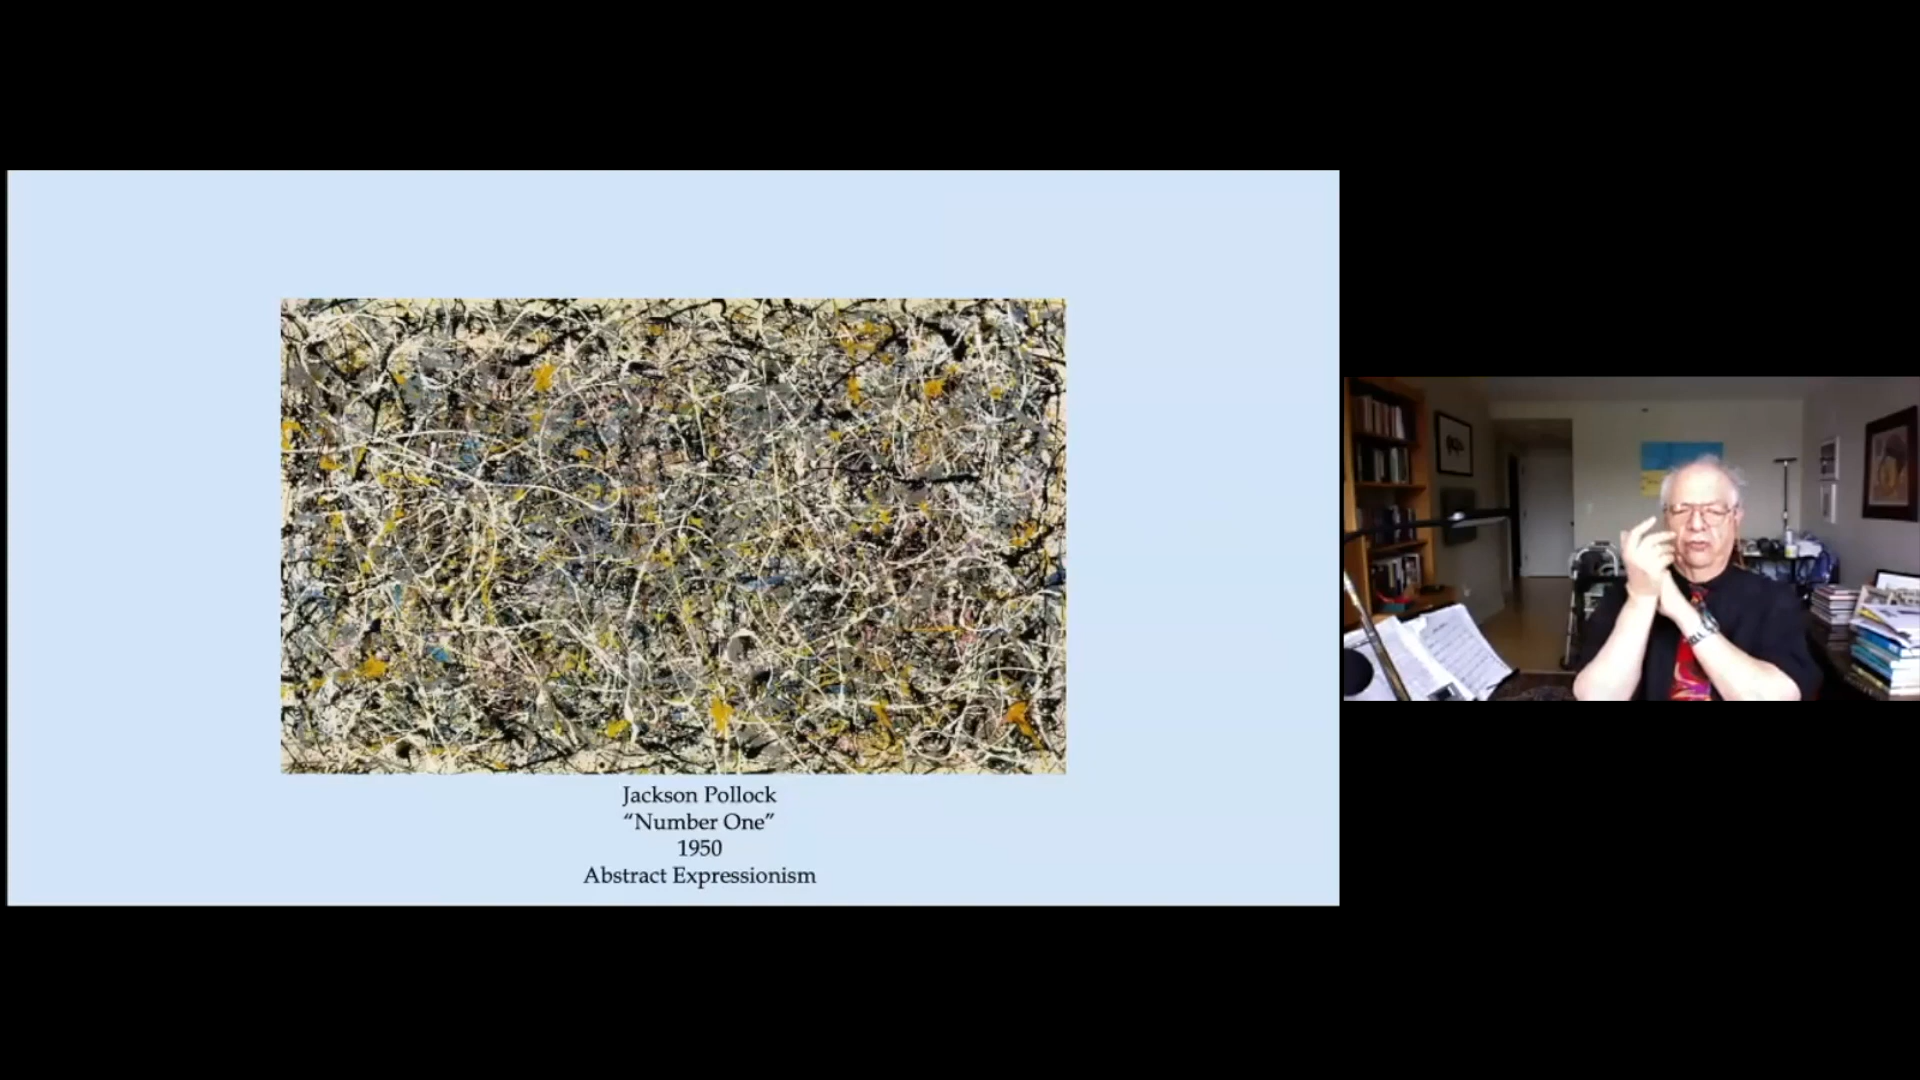 Jackson Pollock
“Number One”
1950
Abstract Expressionism